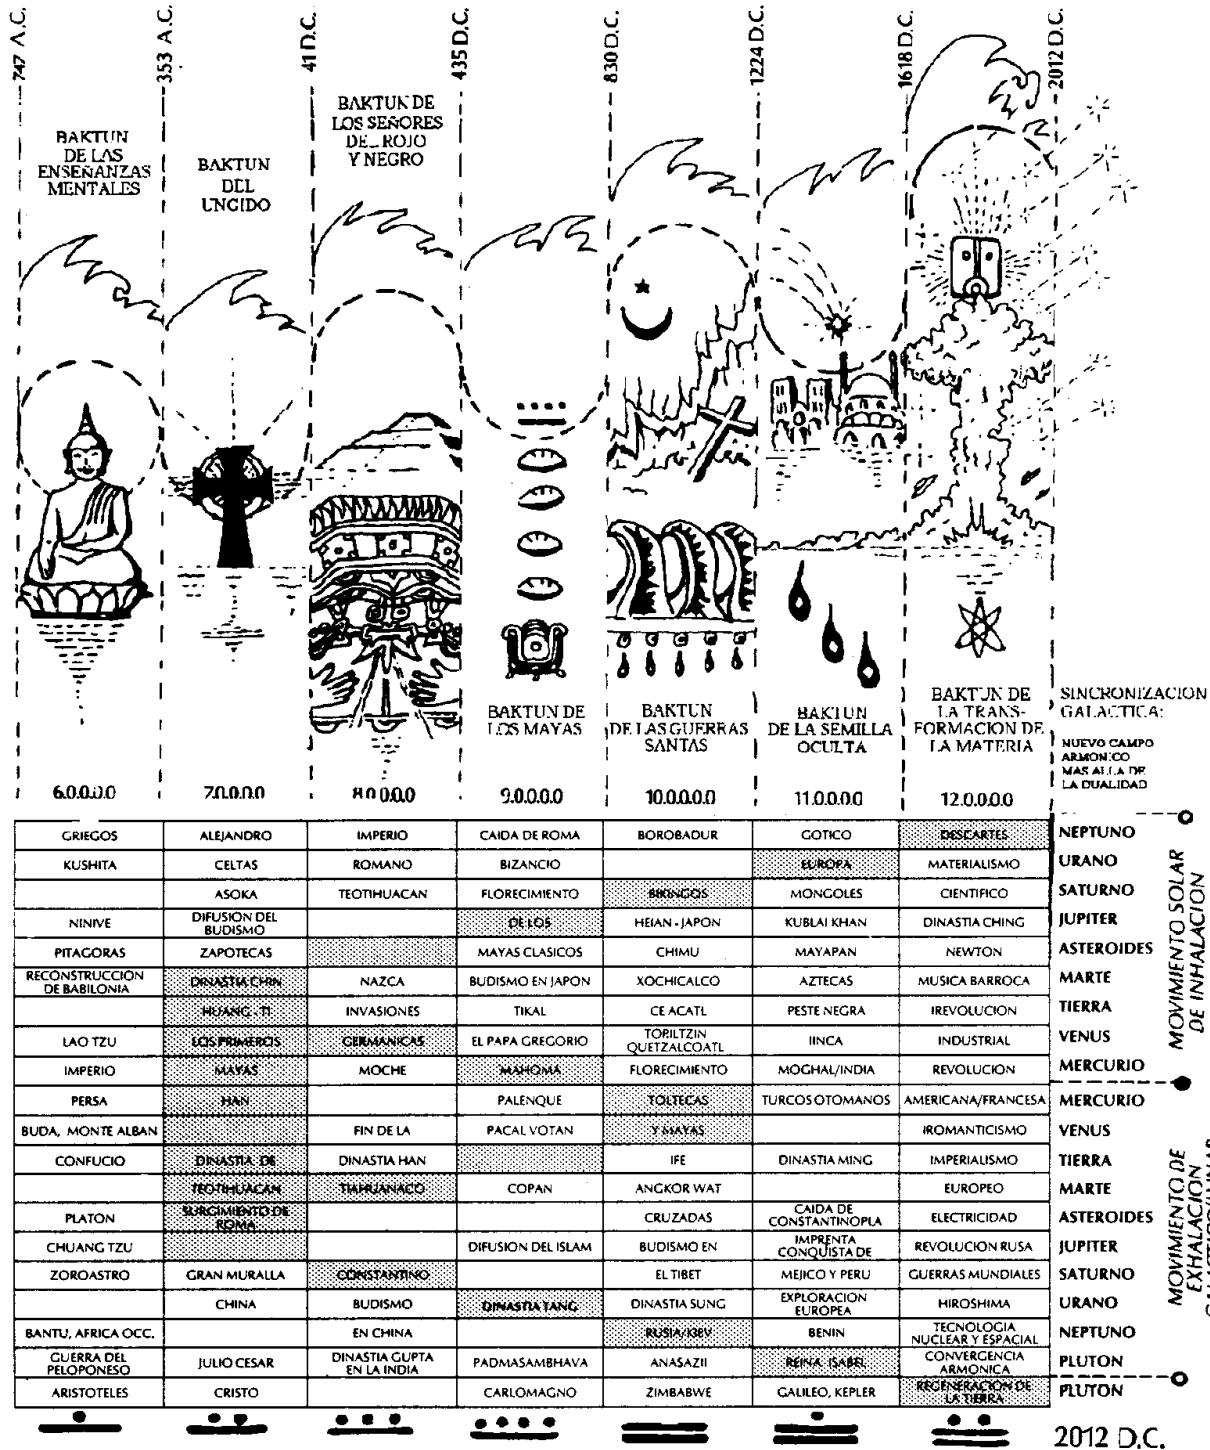 747 A.C.
353 A.C.
41 D.C.
435 D.C.
830 D.C.
1224 D.C.
1618 D.C.
2012 D.C.
BAKTUN
DE LAS
ENSEÑANZAS
MENTALES
BAKTUN
DEL
UNGIDO
BAKTUN DE
LOS SEÑORES
DEL ROJO
Y NEGRO
BAKTUN DE
LOS MAYAS
BAKTUN
DE LAS GUERRAS
SANTAS
BAKTUN
DE LA SEMILLA
OCULTA
BAKTUN DE
LA TRANS-
FORMACION DE
LA MATERIA
SINCRONIZACION
GALACTICA:
NUEVO CAMPO
ARMONICO
MAS ALLA DE
LA DUALIDAD
6.0.0.0.0 7.0.0.0.0 8.0.0.0.0 9.0.0.0.0 10.0.0.0.0 11.0.0.0.0 12.0.0.0.0
GRIEGOS ALEJANDRO IMPERIO CAIDA DE ROMA BOROBADUR GOTICO DESCARTES NEPTUNO
KUSHITA CELTAS ROMANO BIZANCIO EUROPA MATERIALISMO URANO
ASOKA TEOTIHUACAN FLORECIMIENTO BIKINGOS MONGOLES CIENTIFICO SATURNO
NINIVE DIFUSION DEL BUDISMO DE LOS HEIAN - JAPON KUBLAI KHAN DINASTIA CHING JUPITER
PITAGORAS ZAPOTECAS MAYAS CLASICOS CHIMU MAYAPAN NEWTON ASTEROIDES
RECONSTRUCCION DE BABILONIA DINASTIA CHIN NAZCA BUDISMO EN JAPON XOCHICALCO AZTECAS MUSICA BARROCA MARTE
HUANG - TI INVASIONES TIKAL CE ACATL PESTE NEGRA IREVOLUCION TIERRA
LAO TZU LOS PRIMEROS GERMANICAS EL PAPA GREGORIO TOPILTZIN QUETZALCOATL IINCA INDUSTRIAL VENUS
IMPERIO MAYAS MOCHE MAHOMA FLORECIMIENTO MOGHAL/INDIA REVOLUCION MERCURIO
PERSA HAN PALENQUE TOLTECAS TURCOS OTOMANOS AMERICANA/FRANCESA MERCURIO
BUDA, MONTE ALBAN FIN DE LA PACAL VOTAN Y MAYAS IROMANTICISMO VENUS
CONFUCIO DINASTIA DE DINASTIA HAN IFE DINASTIA MING IMPERIALISMO TIERRA
TEOTIHUACAN TIAHUANACO COPAN ANGKOR WAT EUROPEO MARTE
PLATON SURGIMIENTO DE ROMA CRUZADAS CAIDA DE CONSTANTINOPLA ELECTRICIDAD ASTEROIDES
CHUANG TZU DIFUSION DEL ISLAM BUDISMO EN IMPRENTA CONQUISTA DE REVOLUCION RUSA JUPITER
ZOROASTRO GRAN MURALLA CONSTANTINO EL TIBET MEJICO Y PERU GUERRAS MUNDIALES SATURNO
CHINA BUDISMO DINASTIA TANG DINASTIA SUNG EXPLORACION EUROPEA HIROSHIMA URANO
BANTU, AFRICA OCC. EN CHINA RUSIA/KIEV BENIN TECNOLOGIA NUCLEAR Y ESPACIAL NEPTUNO
GUERRA DEL PELOPONESO JULIO CESAR DINASTIA GUPTA EN LA INDIA PADMASAMBHAVA ANASAZII REINA ISABEL CONVERGENCIA ARMONICA PLUTON
ARISTOTELES CRISTO CARLOMAGNO ZIMBABWE GALILEO, KEPLER REGENERACION DE LA TIERRA PLUTON
MOVIMIENTO SOLAR
DE INHALACION
MOVIMIENTO DE
EXHALACION
2012 D.C.